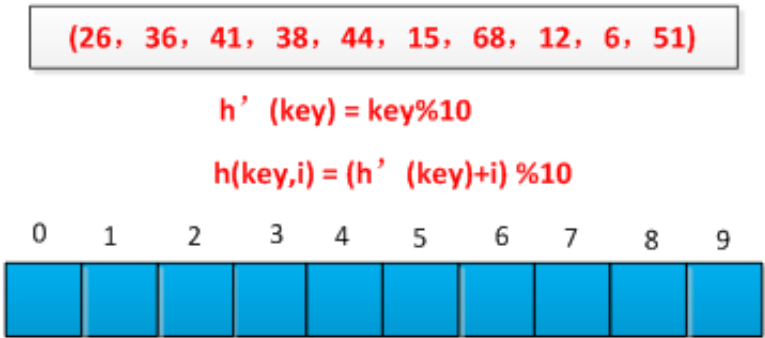 (26，36，41，38，44，15，68，12，6，51)
h’(key) = key%10
h(key,i) = (h’(key)+i) %10
0 1 2 3 4 5 6 7 8 9